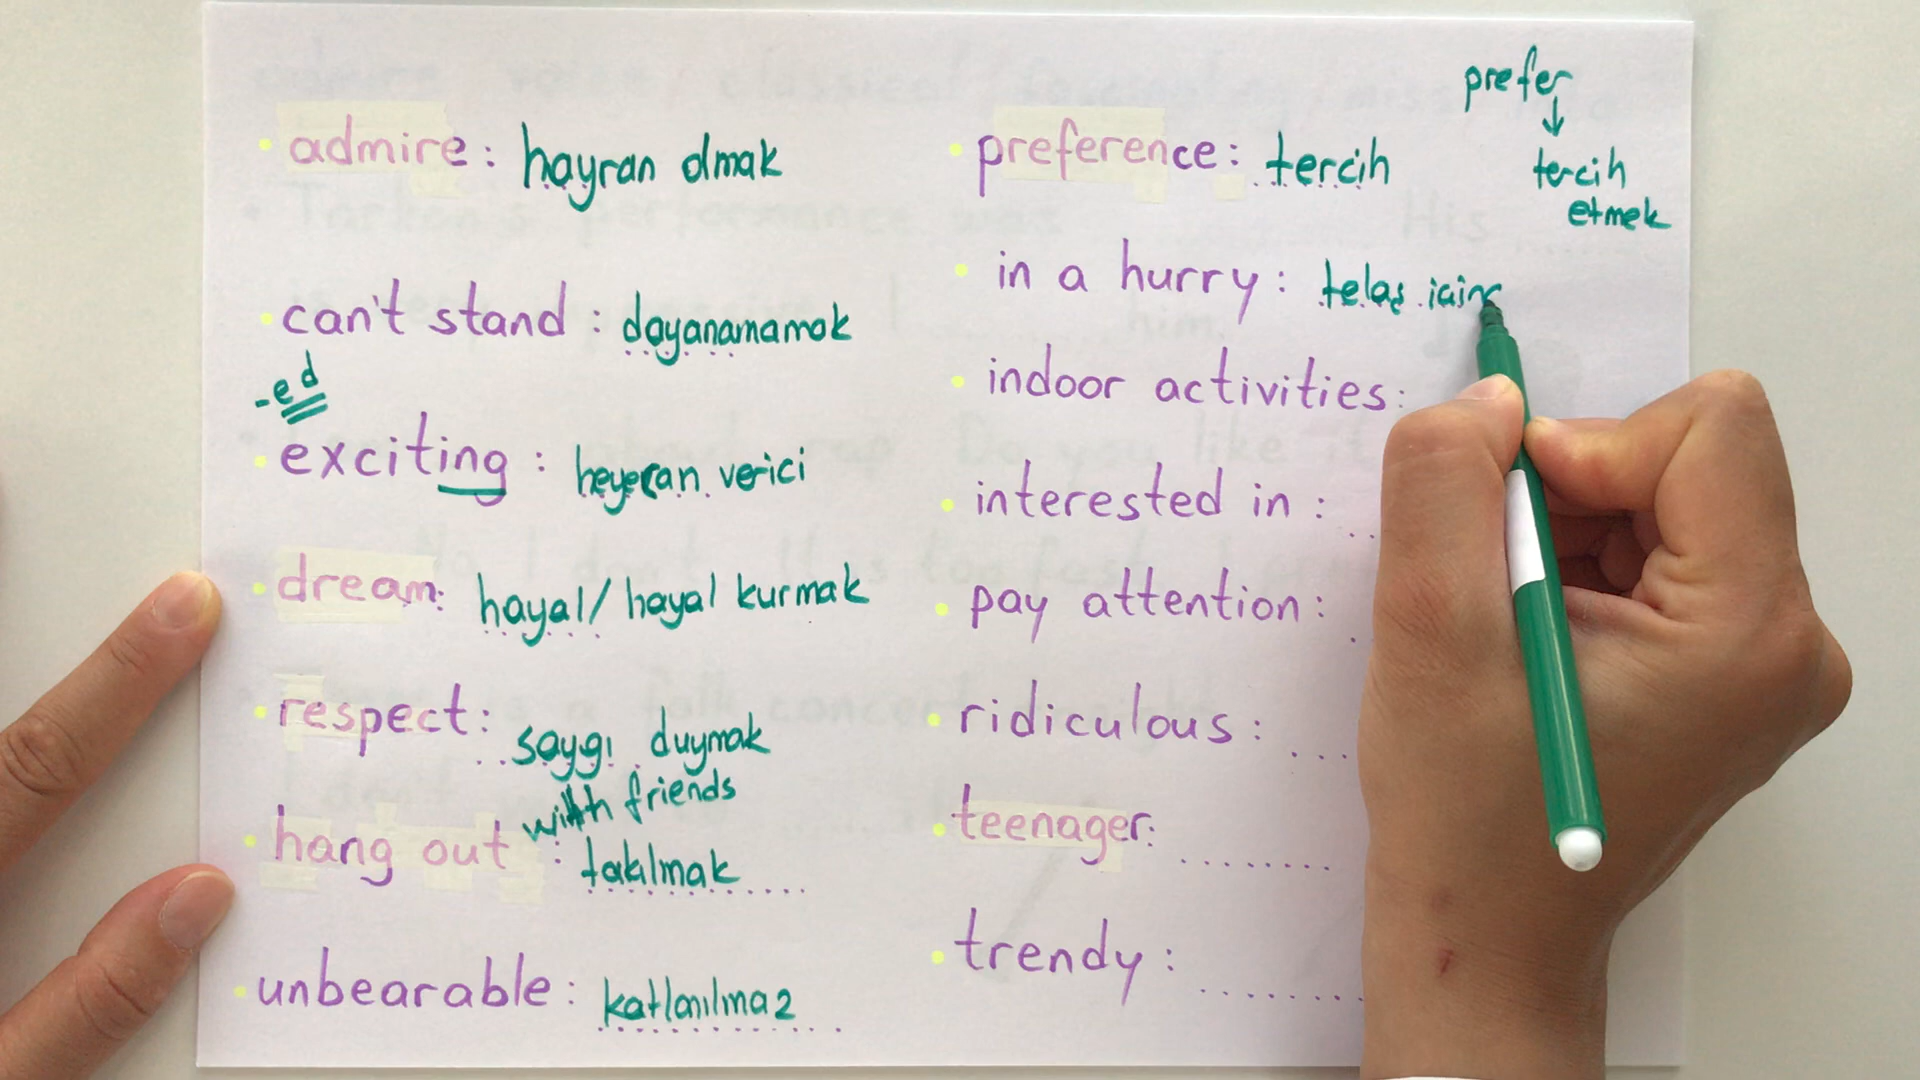 admire : hayran olmak
can't stand : dayanamamak
-ed
exciting : heyecan verici
dream: hayal / hayal kurmak
respect: saygı duymak
with friends
hang out : takılmak
unbearable : katlanılmaz
prefer
↓
tercih
etmek
preference : tercih
in a hurry : telaş için
indoor activities:
interested in :
pay attention :
ridiculous :
teenager:
trendy :